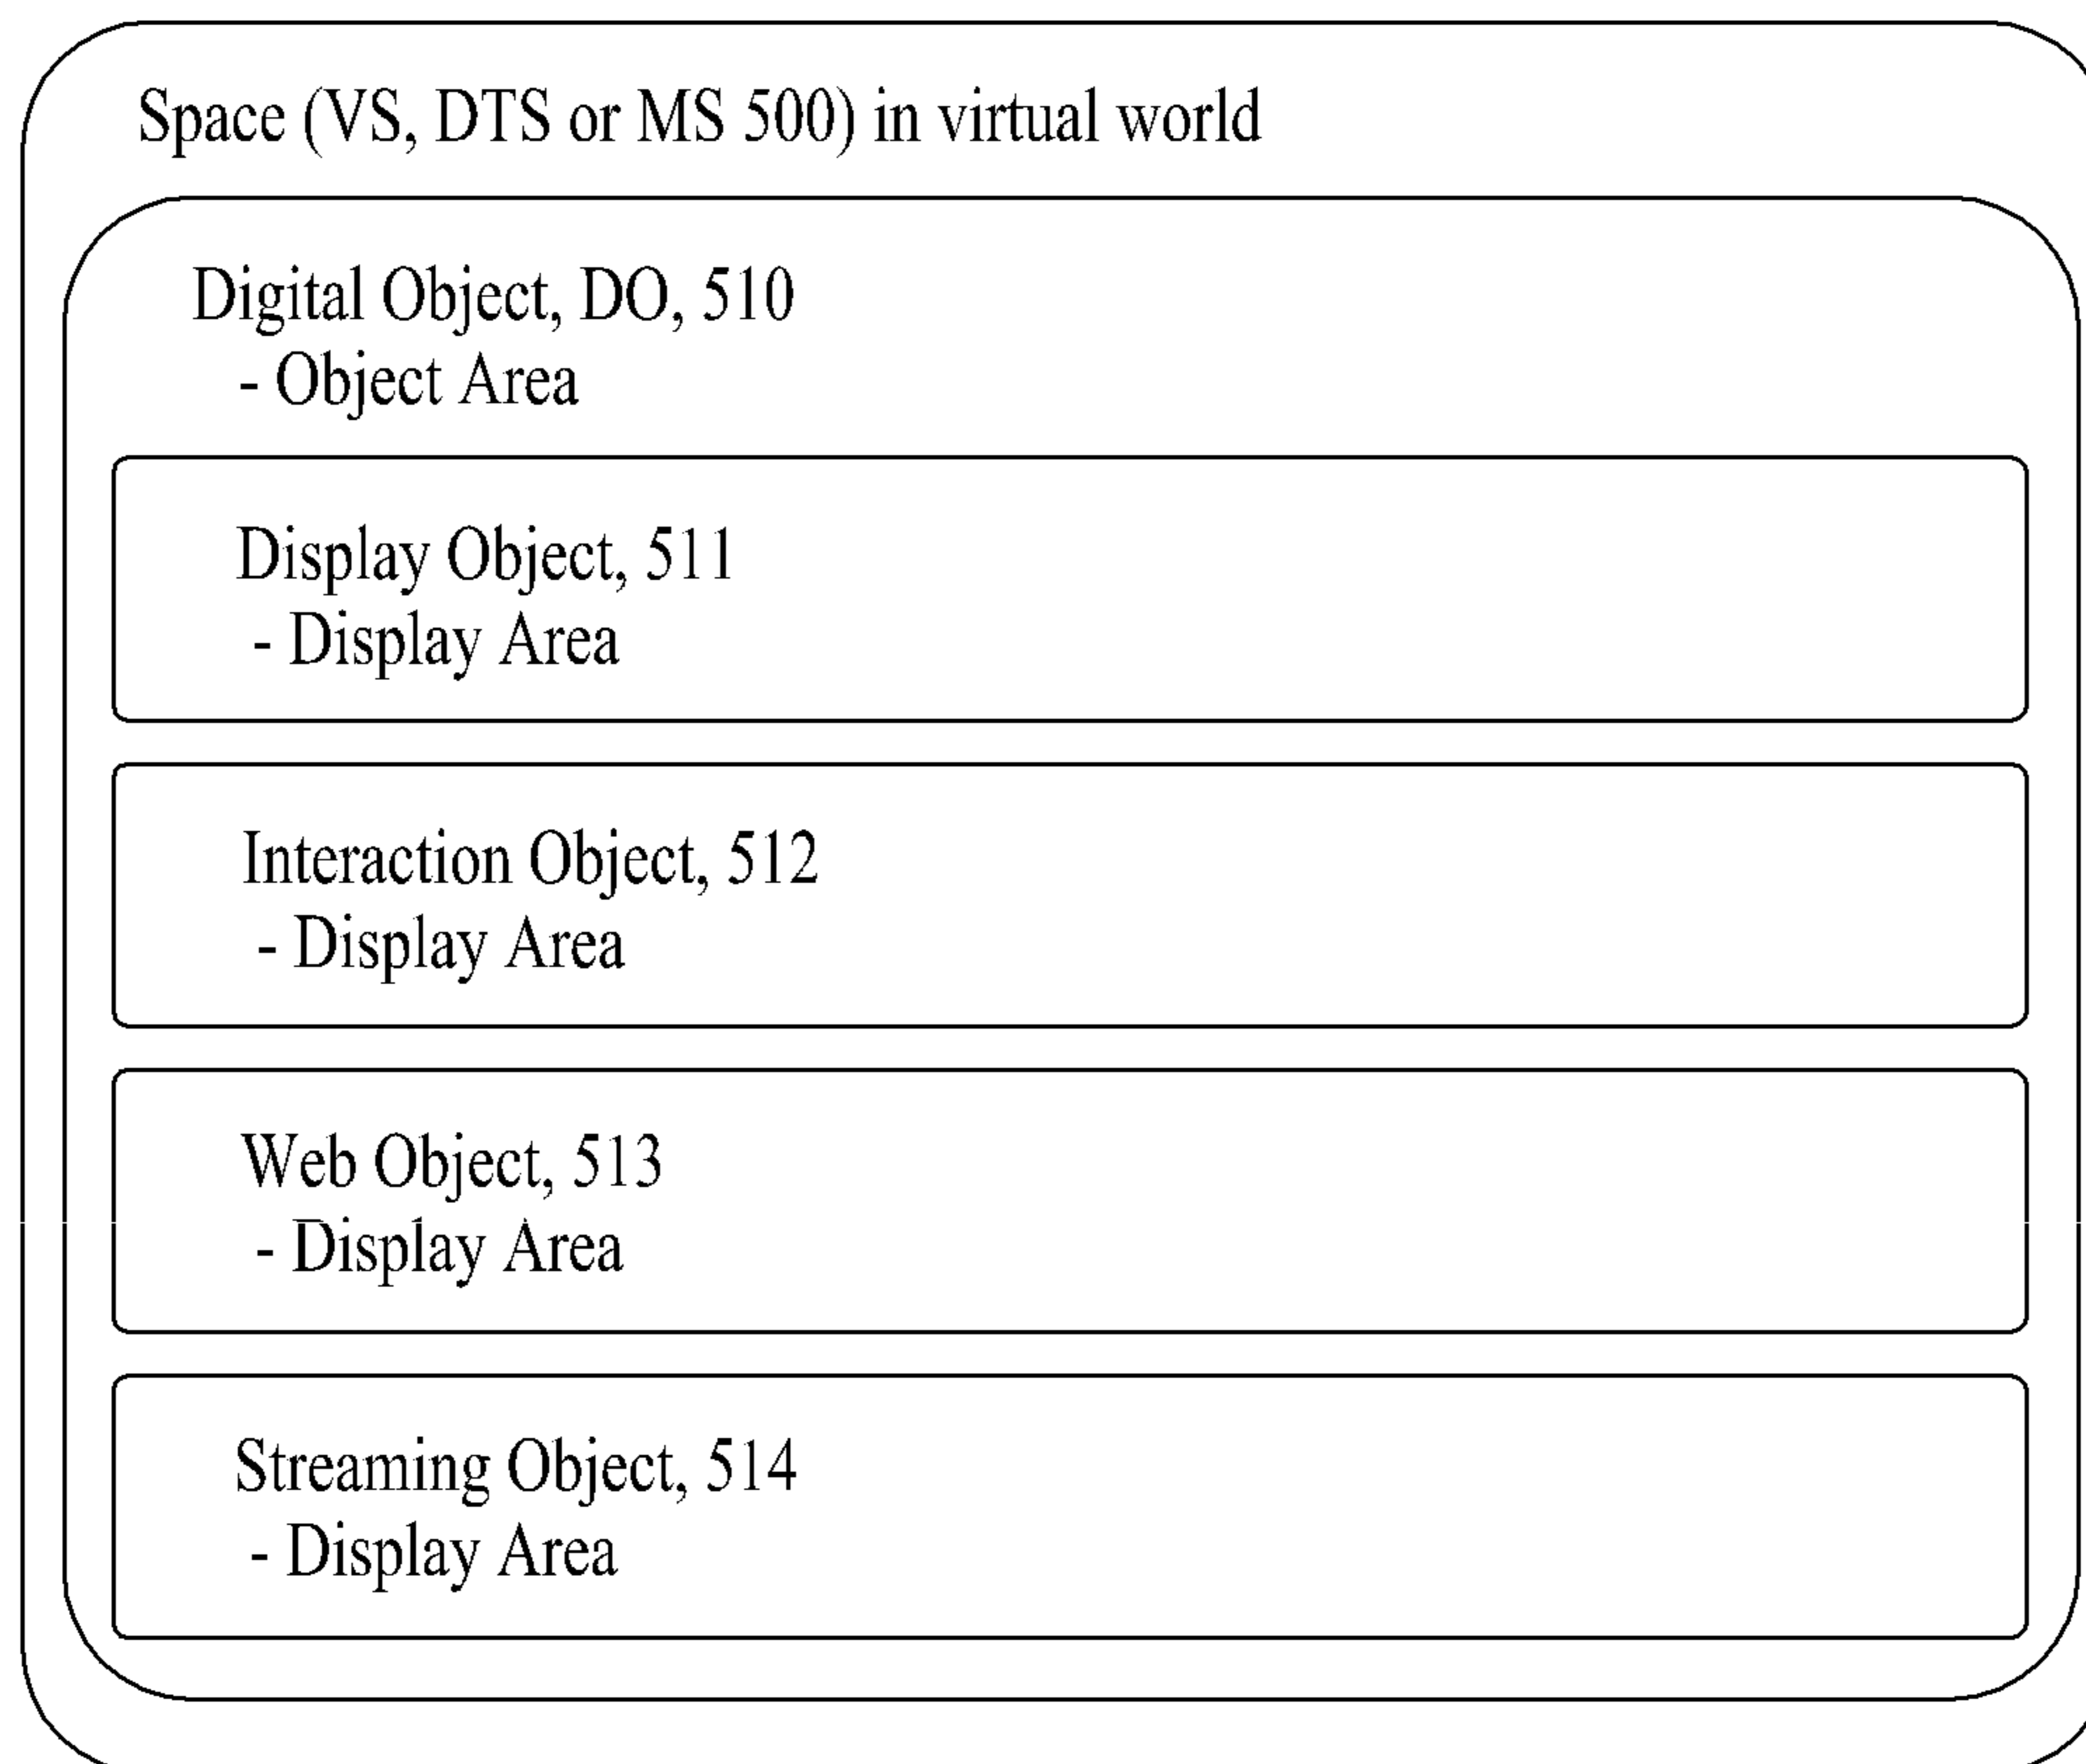 Space (VS, DTS or MS 500) in virtual world
Digital Object, DO, 510
- Object Area
Display Object, 511
- Display Area
Interaction Object, 512
- Display Area
Web Object, 513
- Display Area
Streaming Object, 514
- Display Area